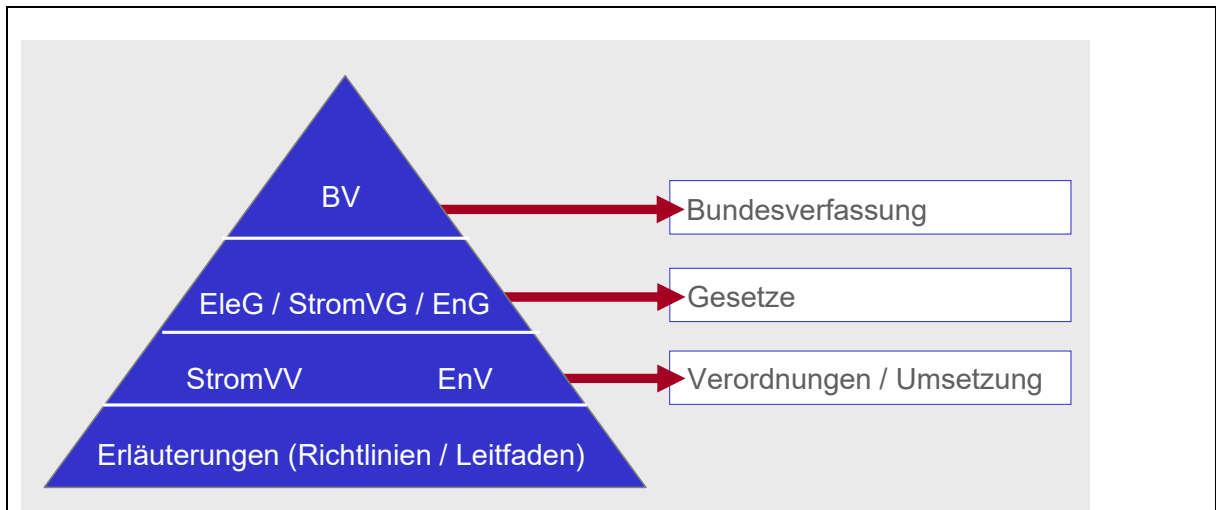 BV
Bundesverfassung
EleG / StromVG / EnG
Gesetze
StromVV EnV
Verordnungen / Umsetzung
Erläuterungen (Richtlinien / Leitfaden)